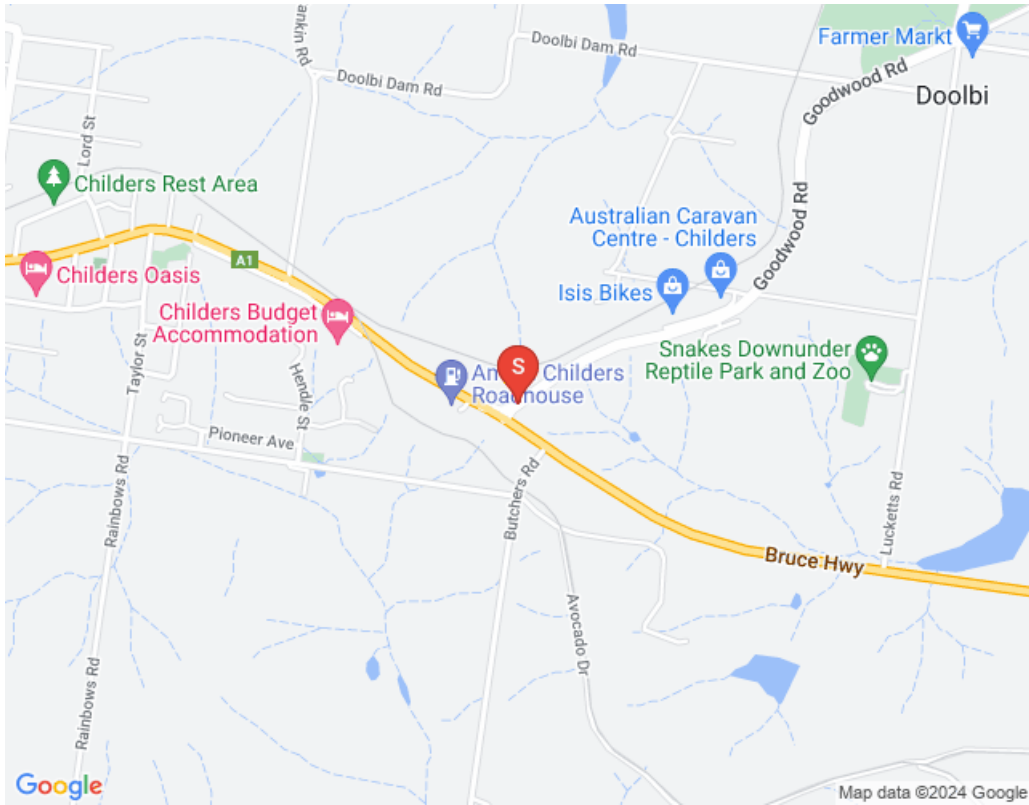 Doolbi Dam Rd
Farmer Markt
ankin Rd
Doolbi Dam Rd
Goodwood Rd
Doolbi
Lord St
Childers Rest Area
Australian Caravan
Centre - Childers
Goodwood Rd
A1
Childers Oasis
Isis Bikes
Childers Budget
Accommodation
Taylor St
Hendle St
S
Childers
Roadhouse
Snakes Downunder
Reptile Park and Zoo
Pioneer Ave
Rainbows Rd
Butchers Rd
Lucketts Rd
Bruce Hwy
Avocado Dr
Rainbows Rd
Google
Map data ©2024 Google